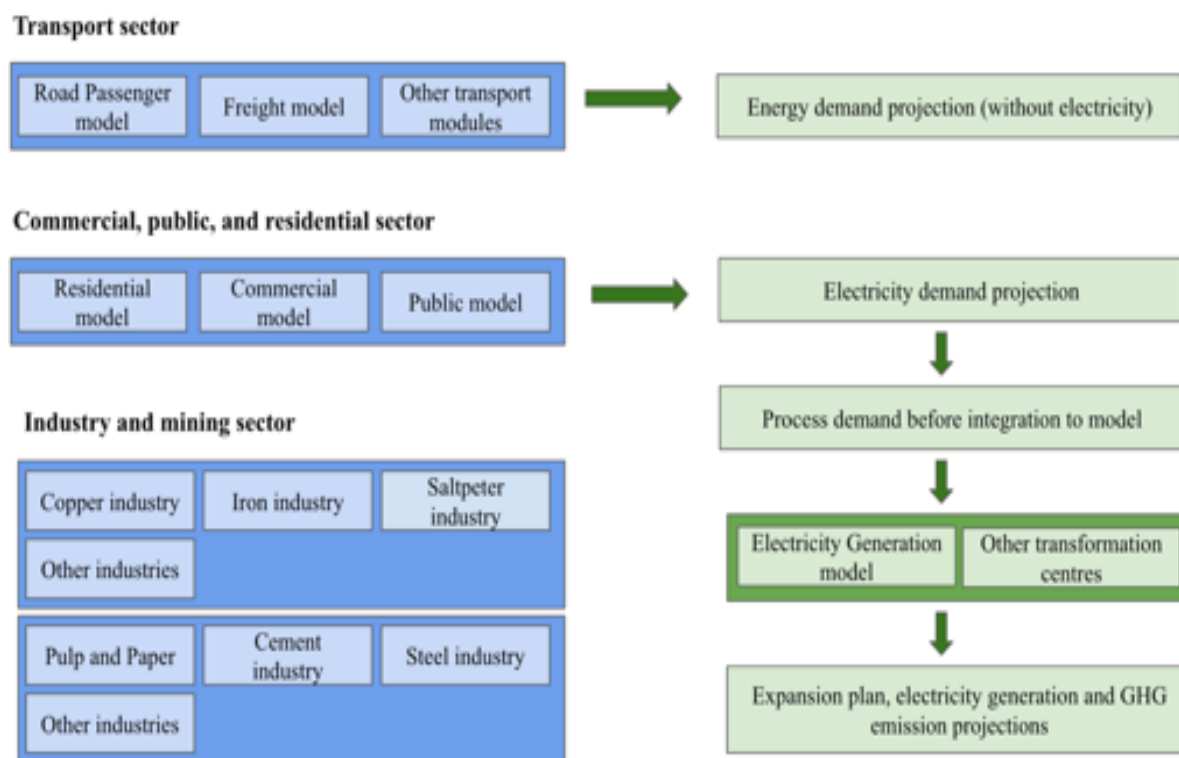 Transport sector
Road Passenger
model
Freight model
Other transport
modules
Energy demand projection (without electricity)
Commercial, public, and residential sector
Residential
model
Commercial
model
Public model
Electricity demand projection
Process demand before integration to model
Industry and mining sector
Copper industry
Iron industry
Saltpeter
industry
Other industries
Electricity Generation
model
Other transformation
centres
Pulp and Paper
Cement
industry
Steel industry
Other industries
Expansion plan, electricity generation and GHG
emission projections